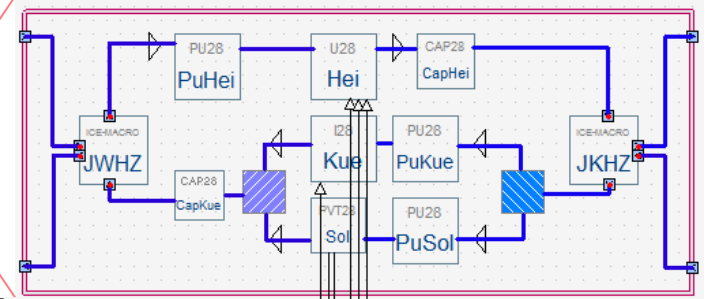 PU28
PuHei
U28
Hei
CAP28
CapHei
ICE-MACRO
JWHZ
I28
Kue
PU28
PuKue
ICE-MACRO
JKHZ
CAP28
CapKue
PVT28
Sol
PU28
PuSol